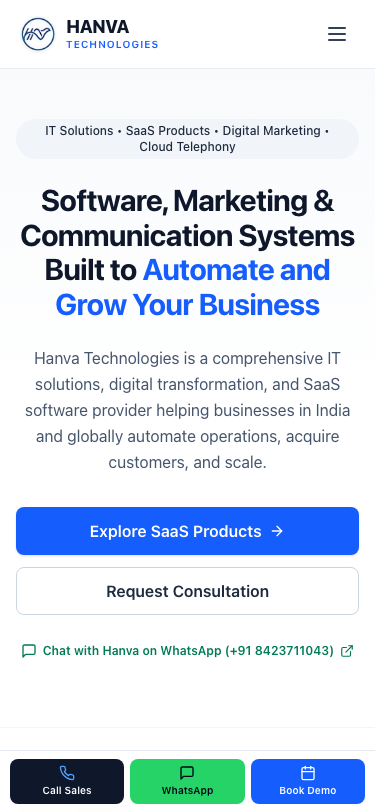 HANVA
TECHNOLOGIES
IT Solutions • SaaS Products • Digital Marketing •
Cloud Telephony
Software, Marketing &
Communication Systems
Built to Automate and
Grow Your Business
Hanva Technologies is a comprehensive IT
solutions, digital transformation, and SaaS
software provider helping businesses in India
and globally automate operations, acquire
customers, and scale.
Explore SaaS Products →
Request Consultation
Chat with Hanva on WhatsApp (+91 8423711043)
Call Sales
WhatsApp
Book Demo